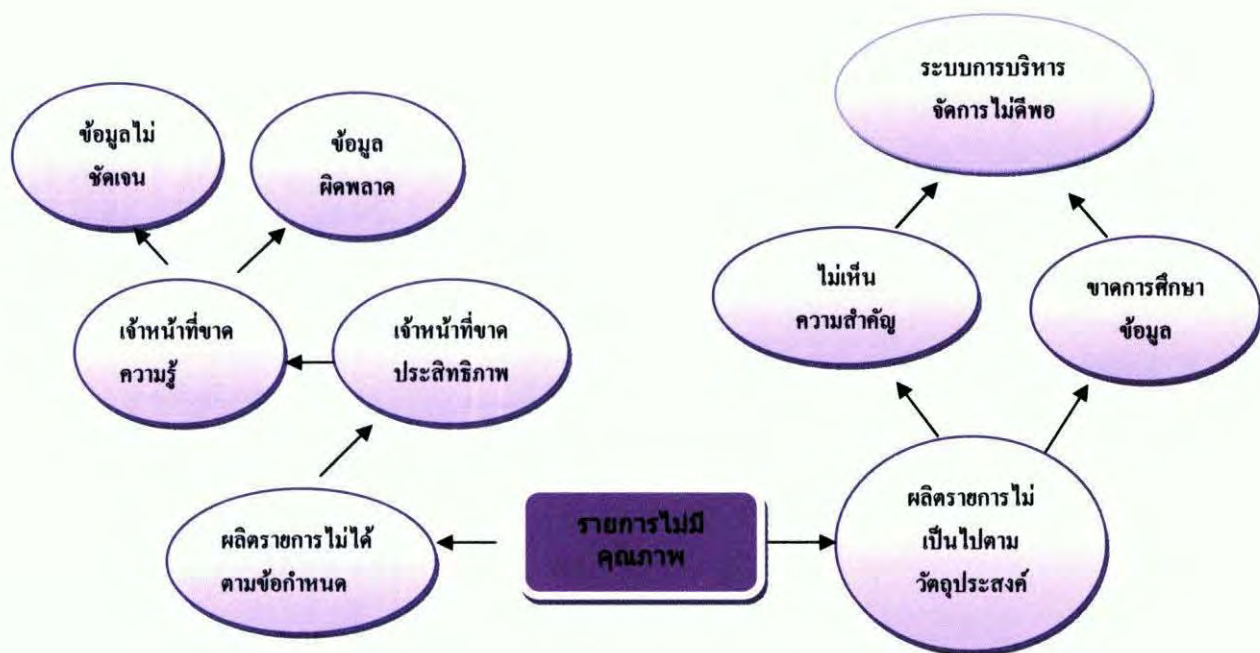 ระบบการบริหาร
จัดการไม่ดีพอ
ข้อมูลไม่
ชัดเจน
ข้อมูล
ผิดพลาด
ไม่เห็น
ความสำคัญ
ขาดการศึกษา
ข้อมูล
เจ้าหน้าที่ขาด
ความรู้
เจ้าหน้าที่ขาด
ประสิทธิภาพ
ผลิตรายการไม่ได้
ตามข้อกำหนด
รายการไม่มี
คุณภาพ
ผลิตรายการไม่
เป็นไปตาม
วัตถุประสงค์